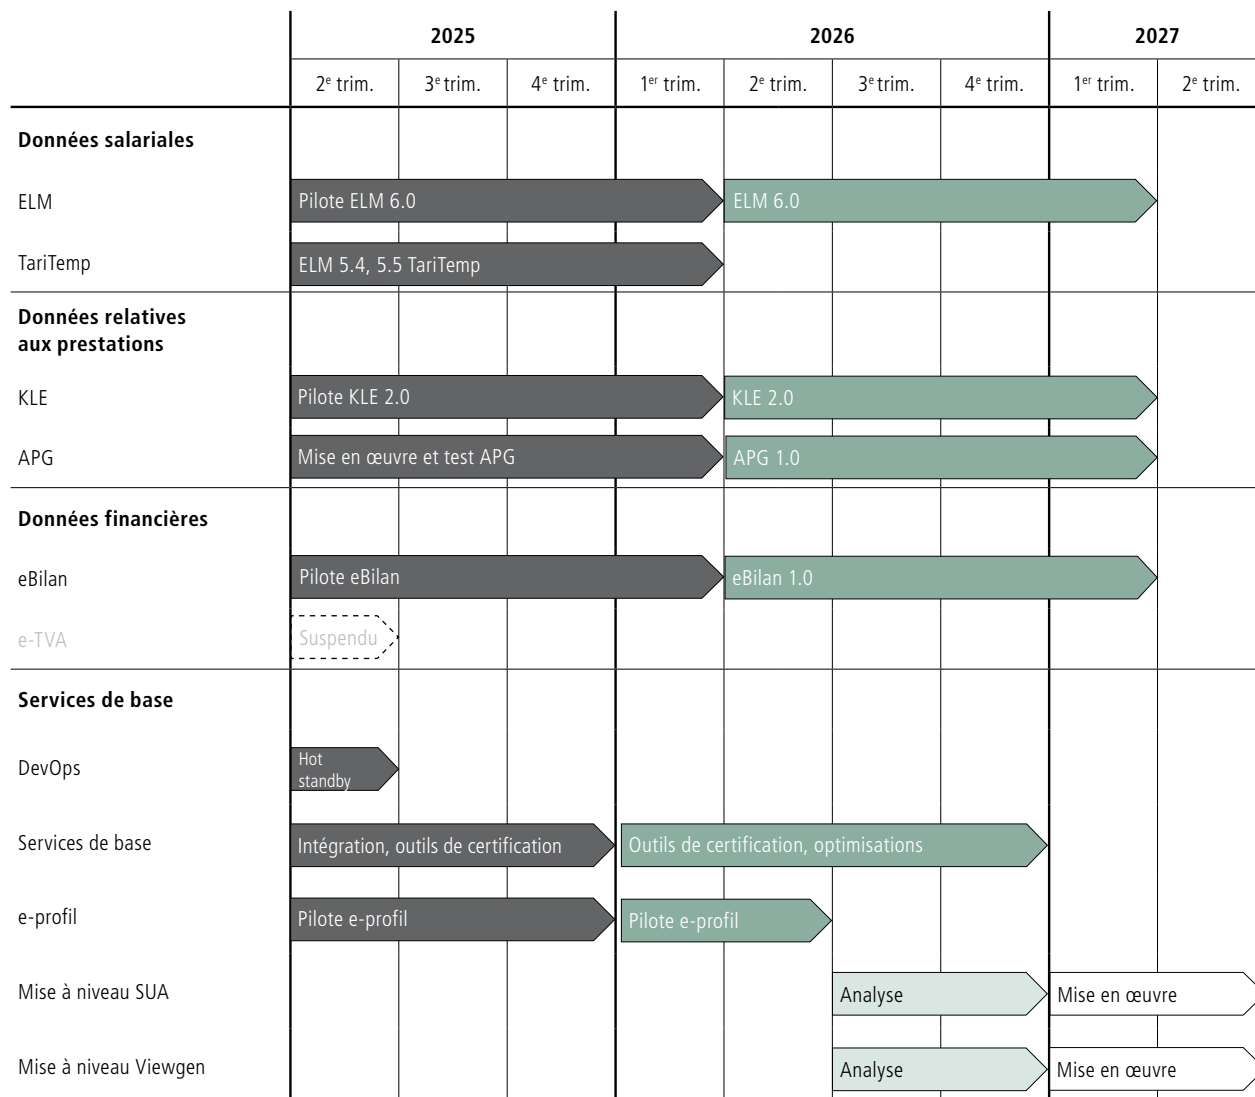 2025 2026 2027
2e trim. 3e trim. 4e trim. 1er trim. 2e trim. 3e trim. 4e trim. 1er trim. 2e trim.
Données salariales
ELM Pilote ELM 6.0 ELM 6.0
TariTemp ELM 5.4, 5.5 TariTemp
Données relatives
aux prestations
KLE Pilote KLE 2.0 KLE 2.0
APG Mise en œuvre et test APG APG 1.0
Données financières
eBilan Pilote eBilan eBilan 1.0
e-TVA Suspendu
Services de base
DevOps Hot
standby
Services de base Intégration, outils de certification Outils de certification, optimisations
e-profil Pilote e-profil Pilote e-profil
Mise à niveau SUA Analyse Mise en œuvre
Mise à niveau Viewgen Analyse Mise en œuvre